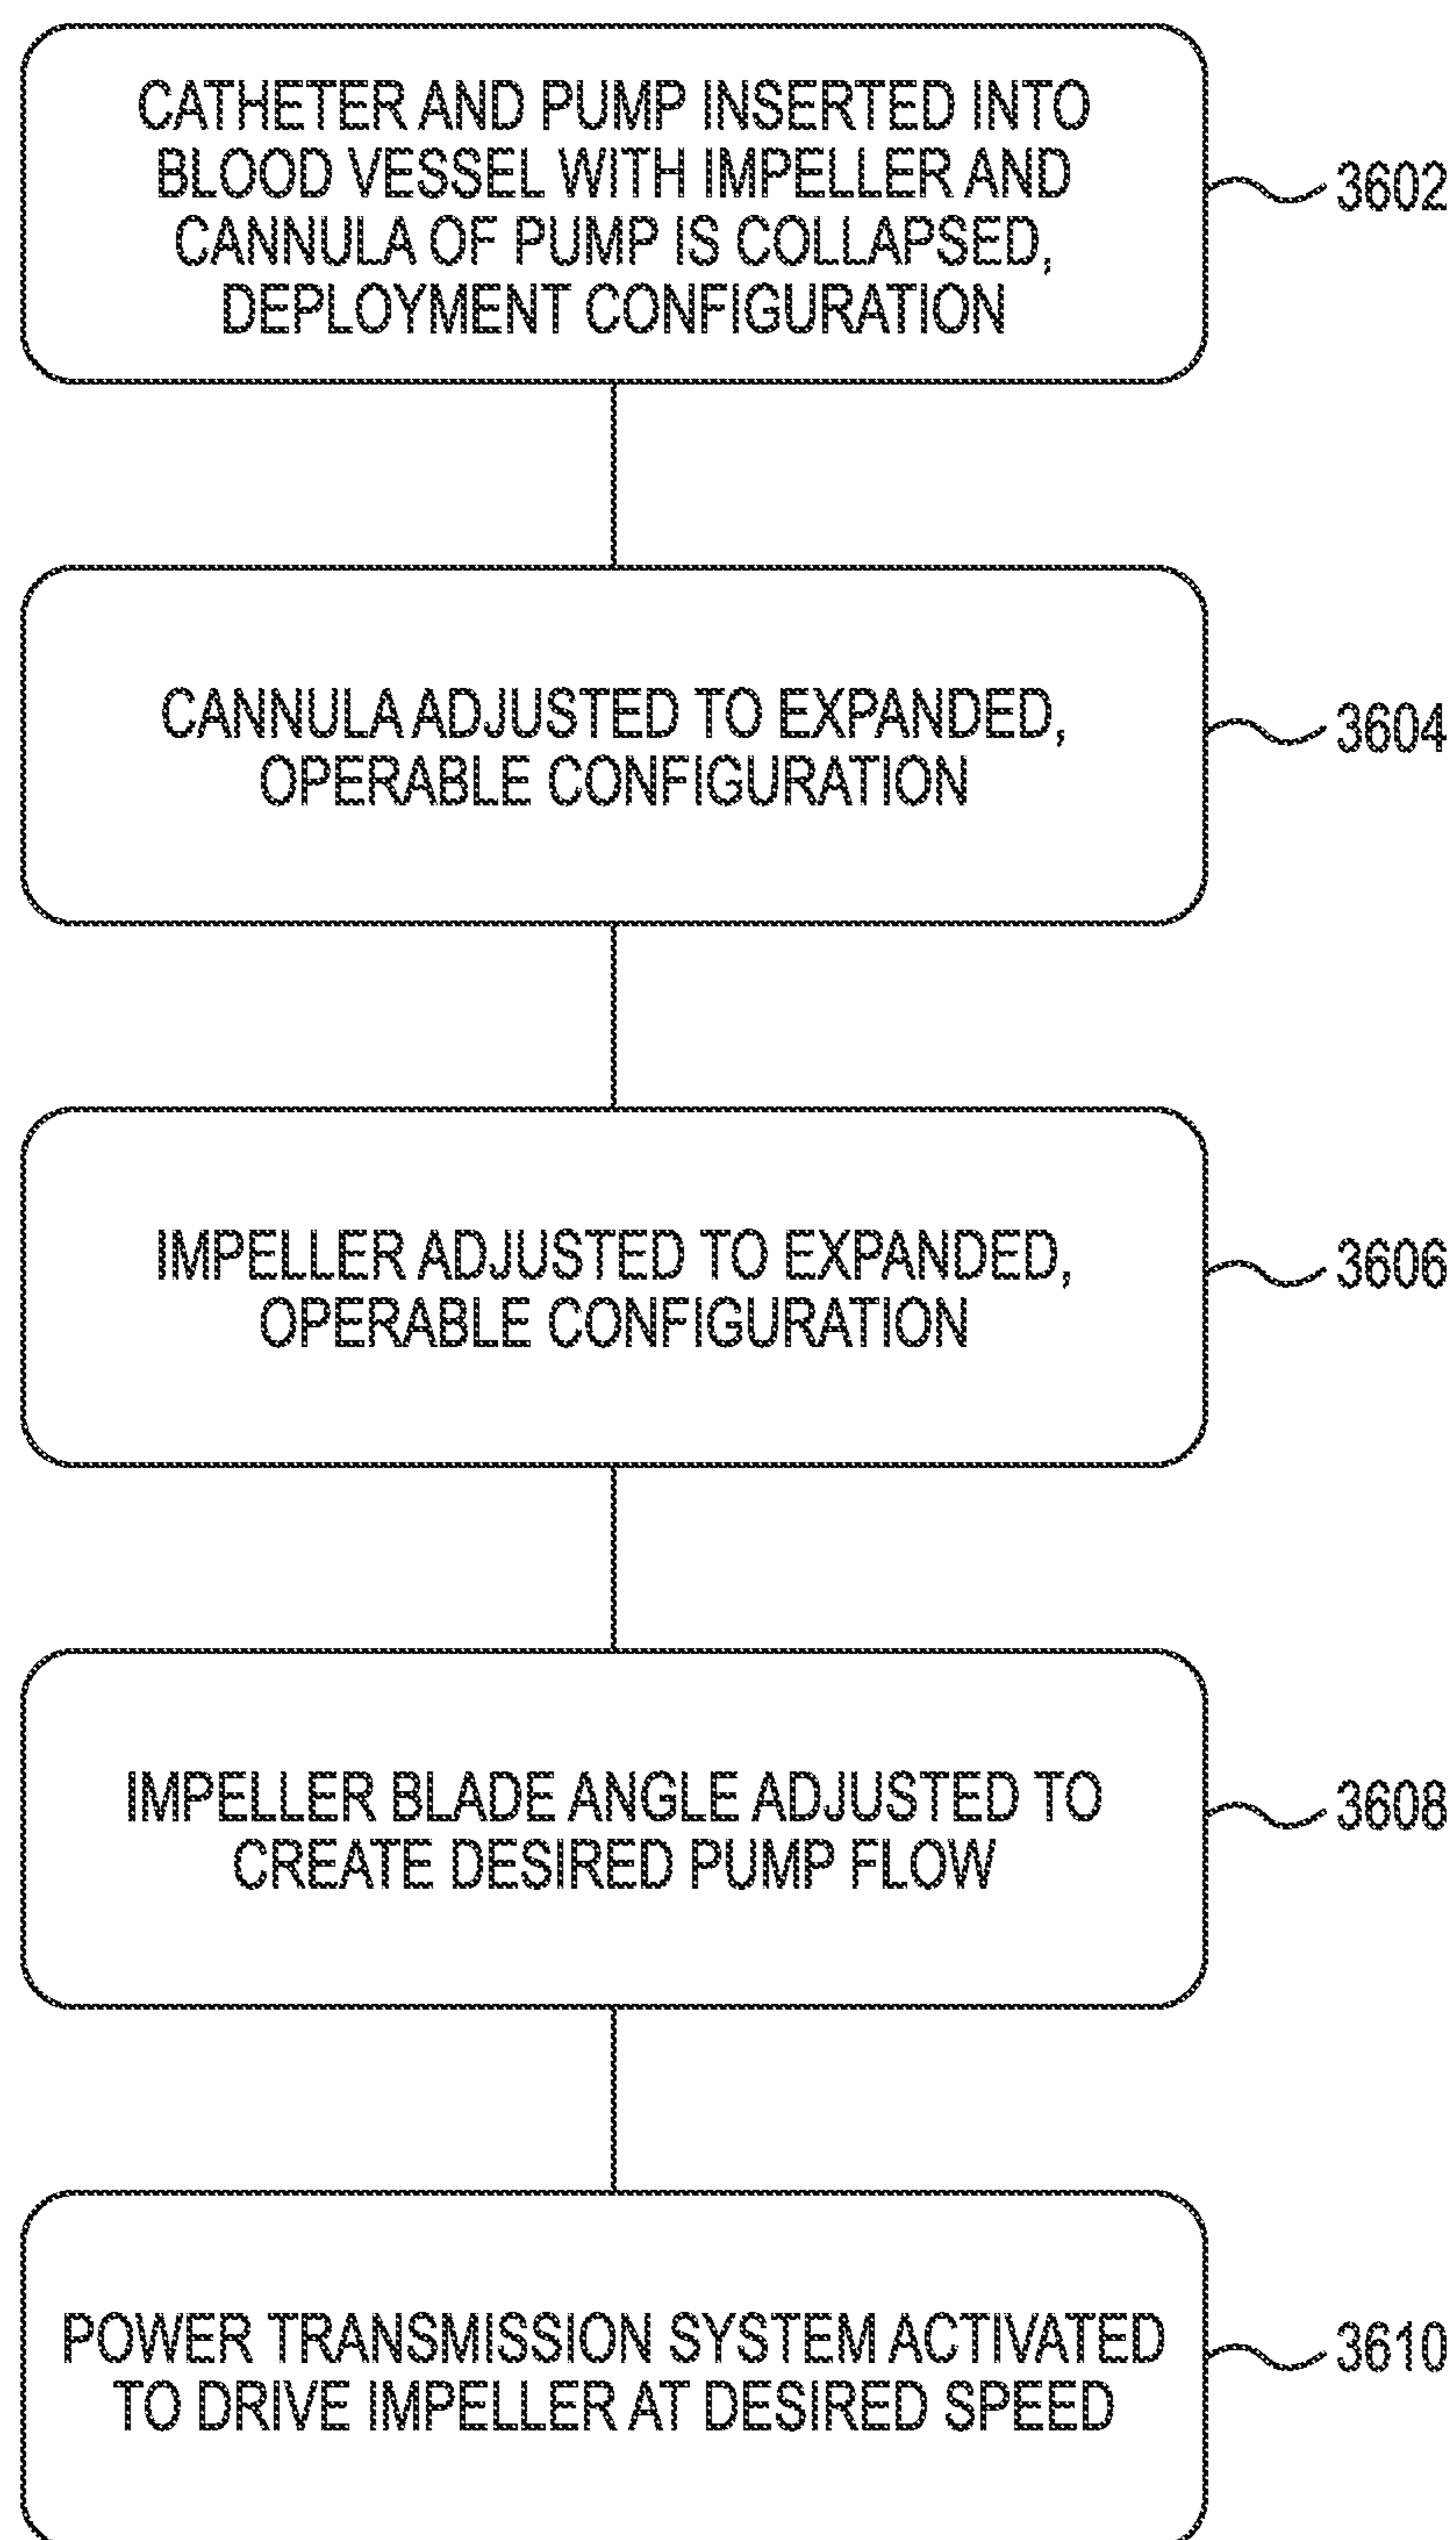 CATHETER AND PUMP INSERTED INTO
BLOOD VESSEL WITH IMPELLER AND
CANNULA OF PUMP IS COLLAPSED,
DEPLOYMENT CONFIGURATION
3602
CANNULA ADJUSTED TO EXPANDED,
OPERABLE CONFIGURATION
3604
IMPELLER ADJUSTED TO EXPANDED,
OPERABLE CONFIGURATION
3606
IMPELLER BLADE ANGLE ADJUSTED TO
CREATE DESIRED PUMP FLOW
3608
POWER TRANSMISSION SYSTEM ACTIVATED
TO DRIVE IMPELLER AT DESIRED SPEED
3610